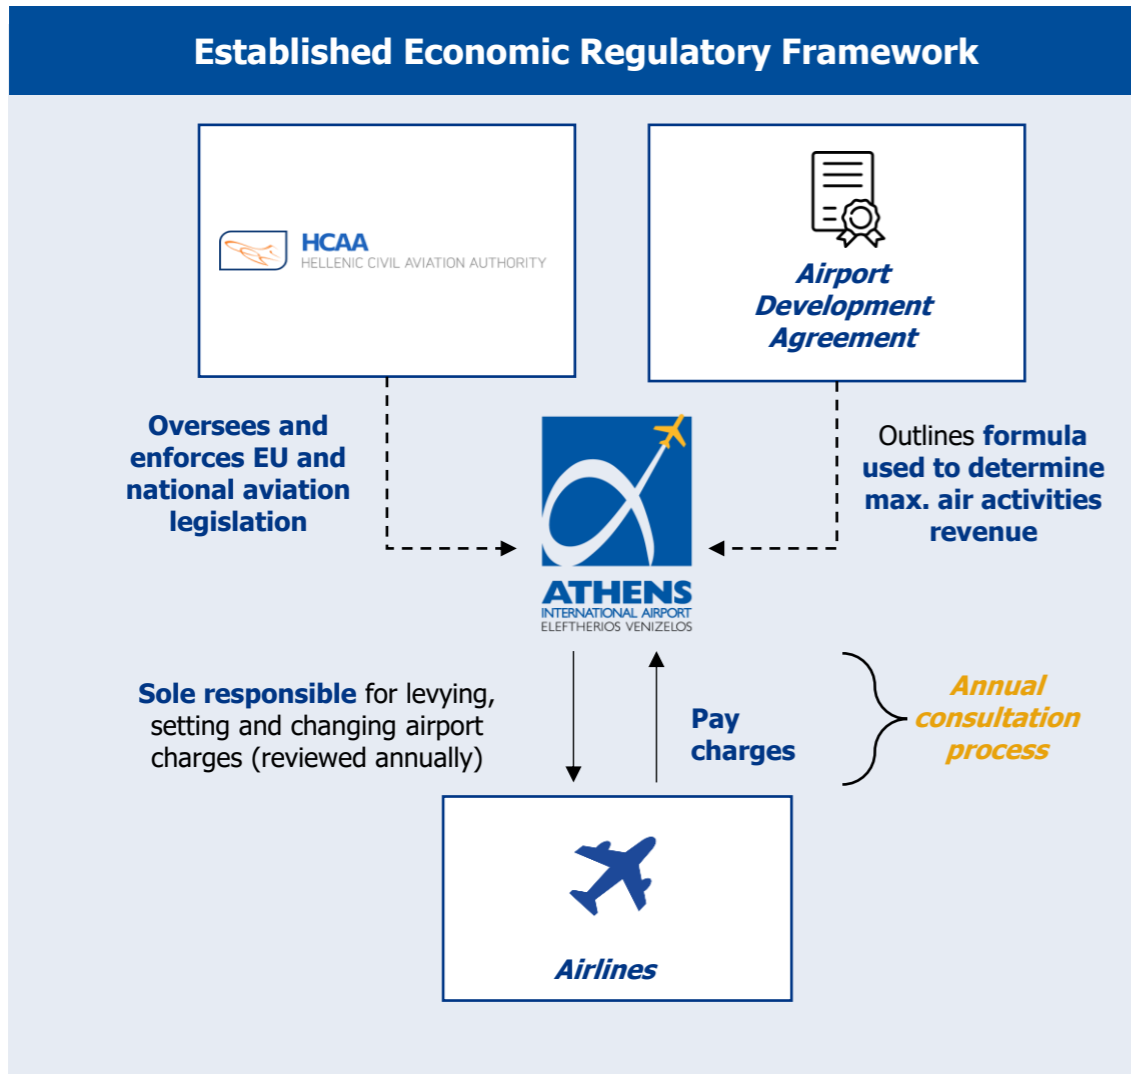 Established Economic Regulatory Framework
HCAA
HELLENIC CIVIL AVIATION AUTHORITY
Airport
Development
Agreement
Oversees and
enforces EU and
national aviation
legislation
Outlines formula
used to determine
max. air activities
revenue
ATHENS
INTERNATIONAL AIRPORT
ELEFTHERIOS VENIZELOS
Sole responsible for levying,
setting and changing airport
charges (reviewed annually)
Pay
charges
Annual
consultation
process
Airlines